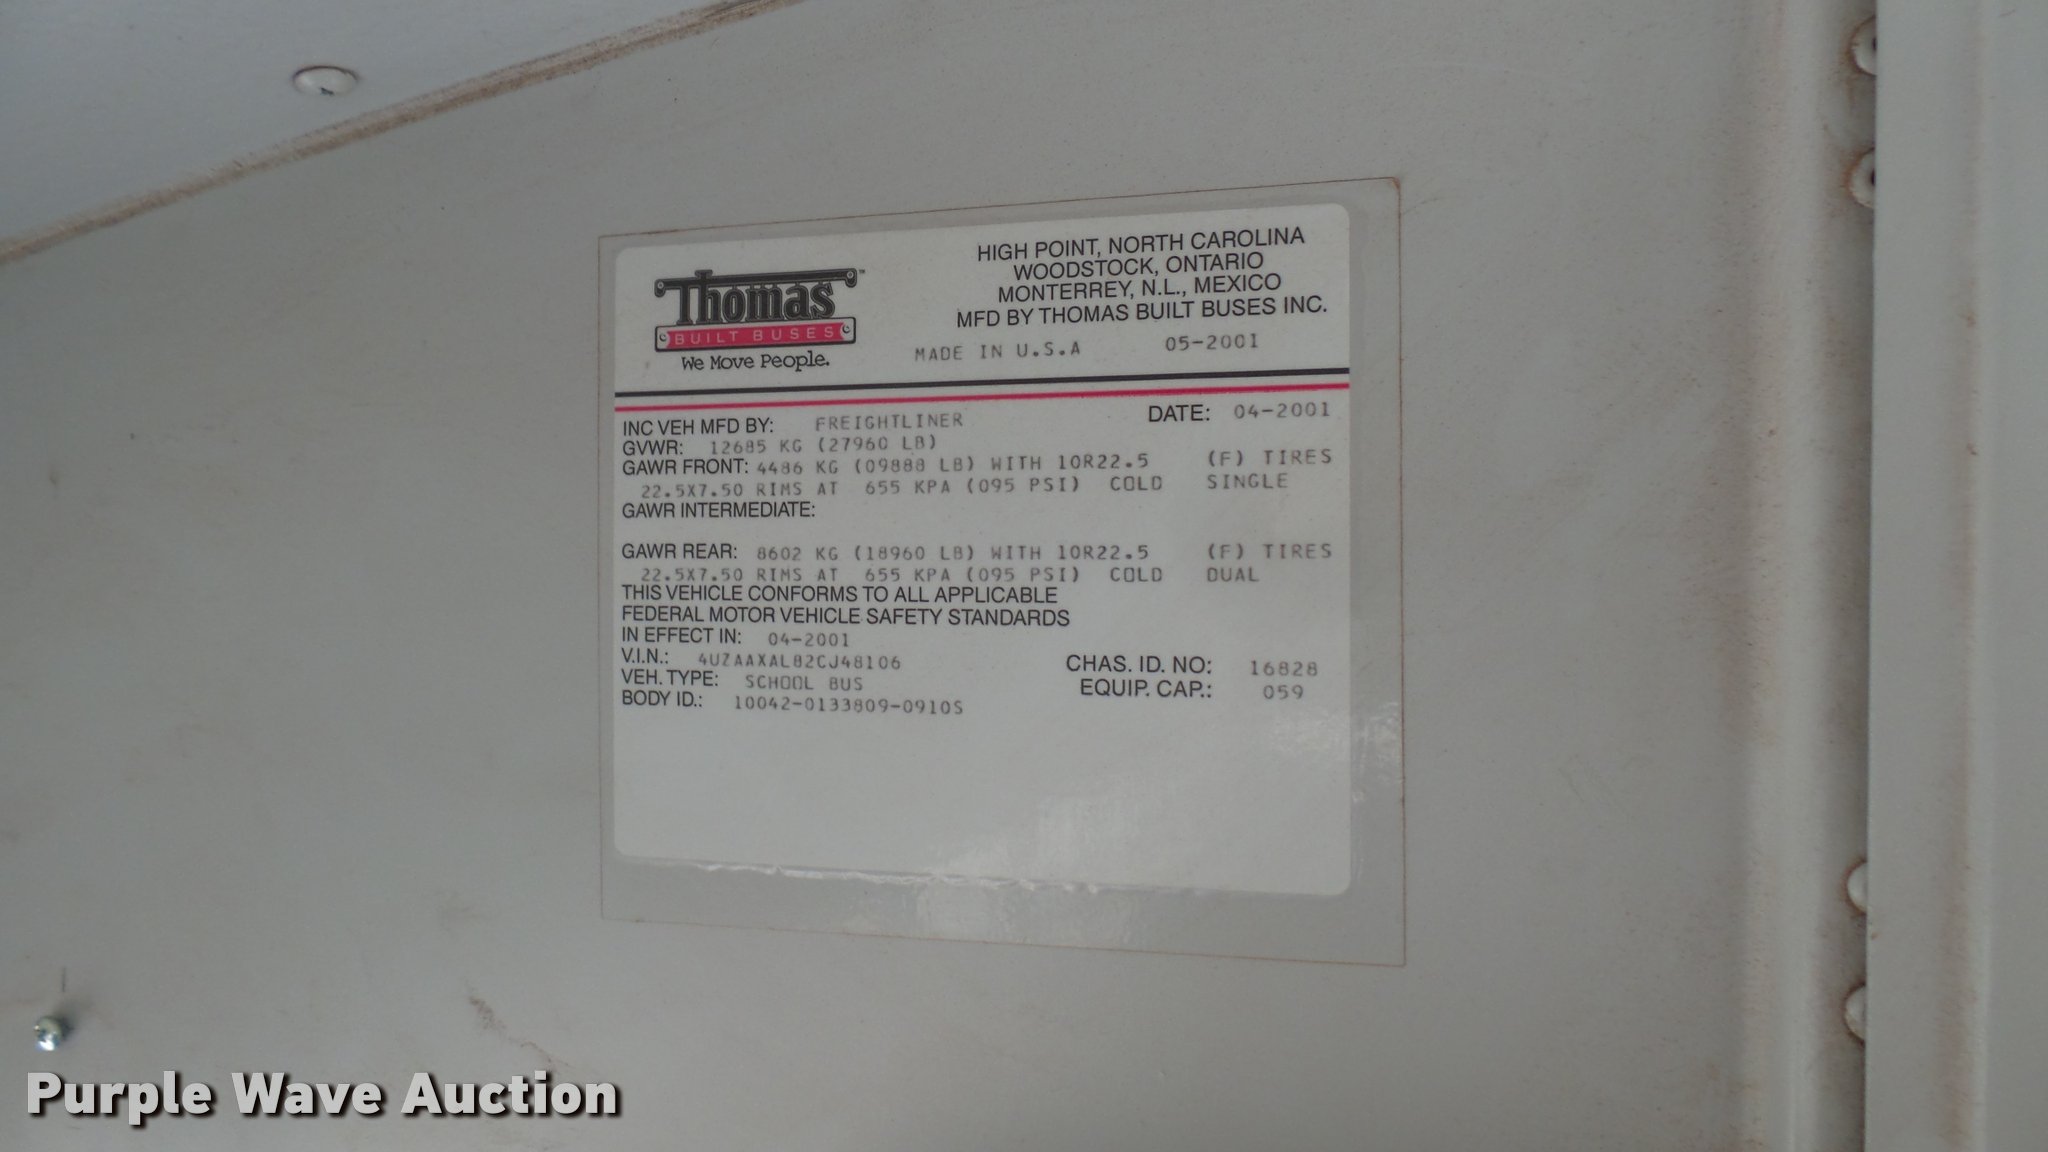 Thomas
BUILT BUSES
We Move People.
HIGH POINT, NORTH CAROLINA
WOODSTOCK, ONTARIO
MONTERREY, N.L., MEXICO
MFD BY THOMAS BUILT BUSES INC.
MADE IN U.S.A 05-2001
INC VEH MFD BY: FREIGHTLINER DATE: 04-2001
GVWR: 12685 KG (27960 LB)
GAWR FRONT: 4486 KG (09888 LB) WITH 10R22.5 (F) TIRES
22.5X7.50 RIMS AT 655 KPA (095 PSI) COLD SINGLE
GAWR INTERMEDIATE:
GAWR REAR: 8602 KG (18960 LB) WITH 10R22.5 (F) TIRES
22.5X7.50 RIMS AT 655 KPA (095 PSI) COLD DUAL
THIS VEHICLE CONFORMS TO ALL APPLICABLE
FEDERAL MOTOR VEHICLE SAFETY STANDARDS
IN EFFECT IN: 04-2001
V.I.N.: 4UZAAXAL82CJ48106 CHAS. ID. NO: 16828
VEH. TYPE: SCHOOL BUS EQUIP. CAP.: 059
BODY ID.: 10042-0133809-0910S
Purple Wave Auction